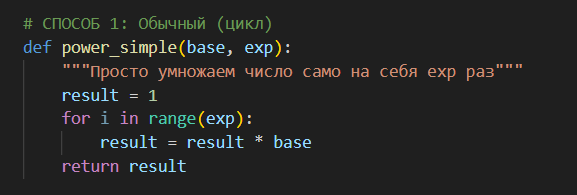 # СПОСОБ 1: Обычный (цикл)
def power_simple(base, exp):
    """Просто умножаем число само на себя exp раз"""
    result = 1
    for i in range(exp):
        result = result * base
    return result